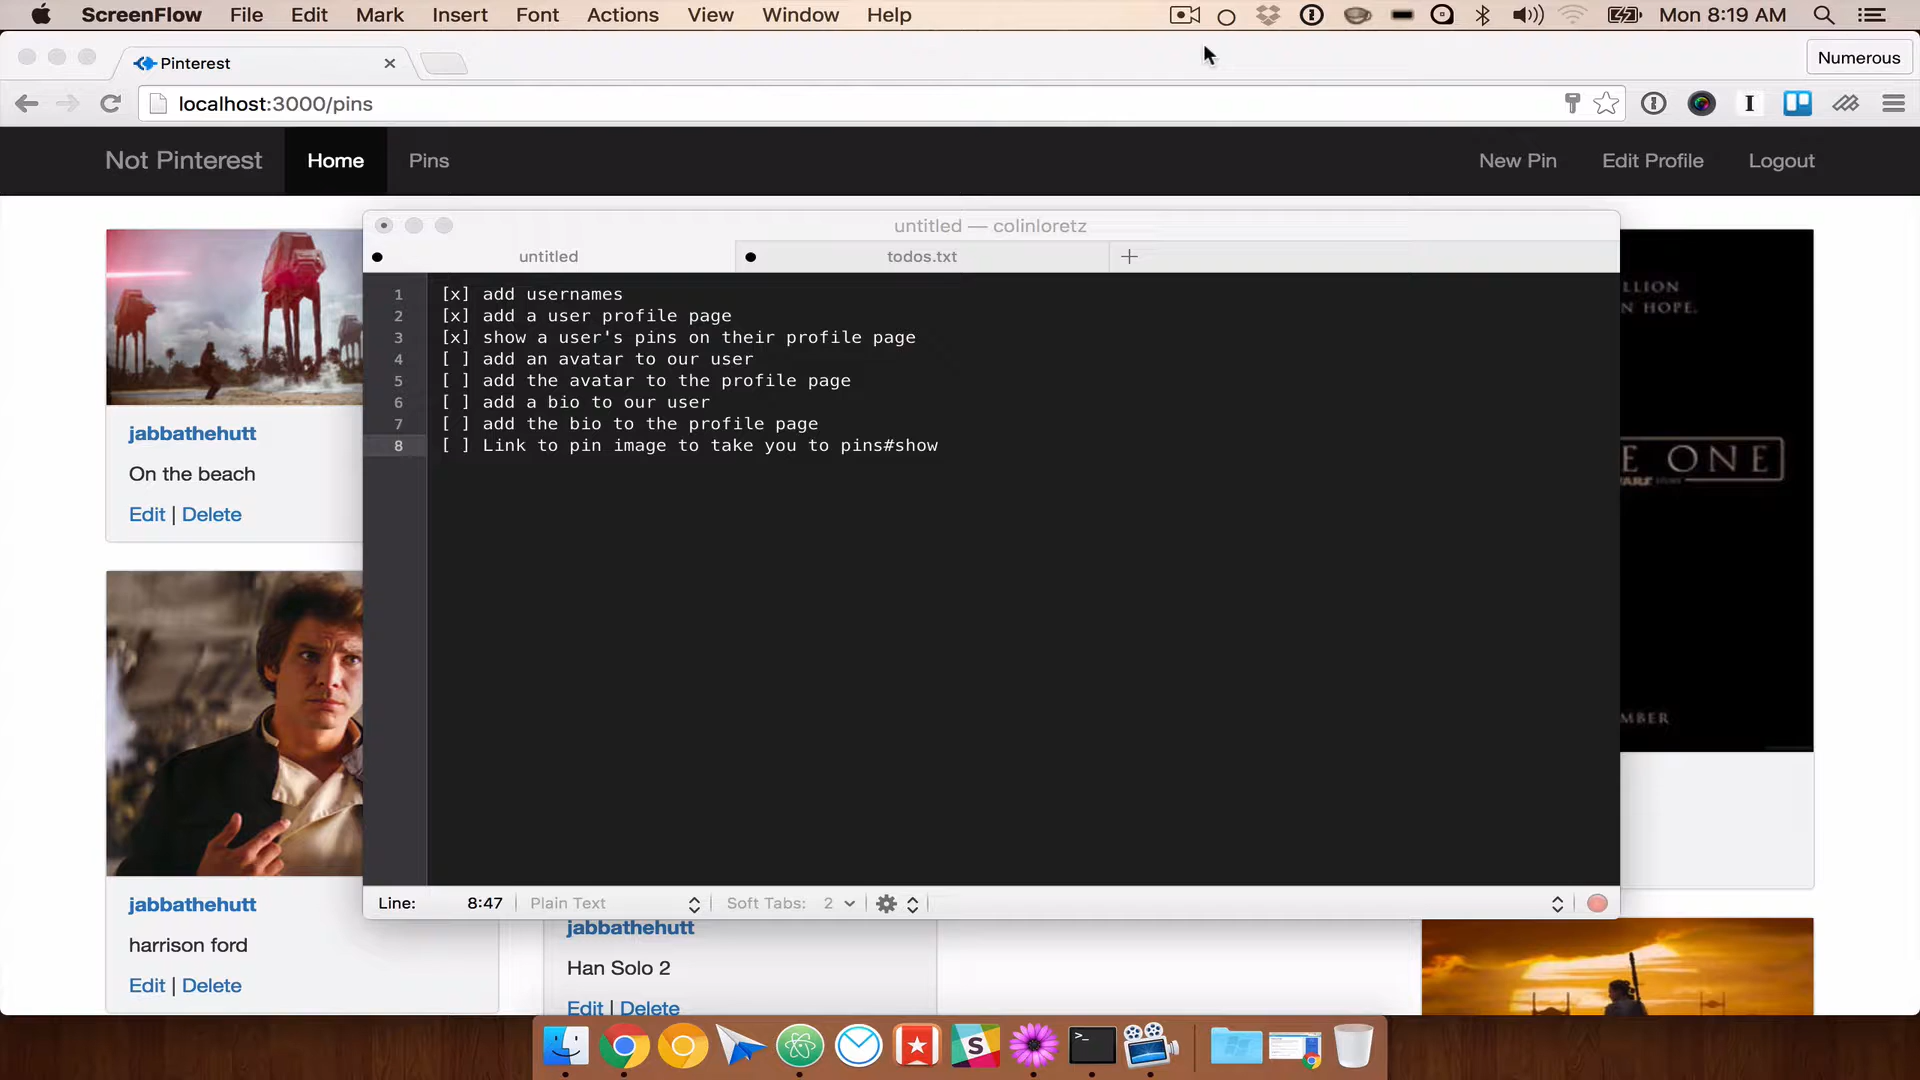 ScreenFlow File Edit Mark Insert Font Actions View Window Help Mon 8:19 AM
Pinterest Numerous
localhost:3000/pins
Not Pinterest Home Pins New Pin Edit Profile Logout
untitled — colinloretz
untitled todos.txt
1 [x] add usernames
2 [x] add a user profile page
3 [x] show a user's pins on their profile page
4 [ ] add an avatar to our user
5 [ ] add the avatar to the profile page
6 [ ] add a bio to our user
7 [ ] add the bio to the profile page
8 [ ] Link to pin image to take you to pins#show
Line: 8:47 Plain Text Soft Tabs: 2
jabbathehutt
On the beach
Edit | Delete
jabbathehutt
harrison ford
Edit | Delete
jabbathehutt
Han Solo 2
Edit | Delete
LLION
N HOPE.
E ONE
WARS
MBER